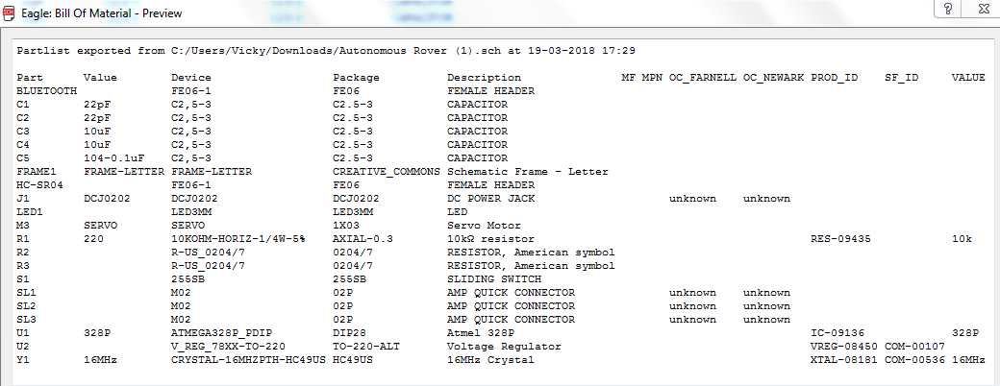 Eagle: Bill Of Material - Preview
Partlist exported from C:/Users/Vicky/Downloads/Autonomous Rover (1).sch at 19-03-2018 17:29
Part Value Device Package Description MF MPN OC_FARNELL OC_NEWARK PROD_ID SF_ID VALUE
BLUETOOTH FE06-1 FE06 FEMALE HEADER
C1 22pF C2,5-3 C2.5-3 CAPACITOR
C2 22pF C2,5-3 C2.5-3 CAPACITOR
C3 10uF C2,5-3 C2.5-3 CAPACITOR
C4 10uF C2,5-3 C2.5-3 CAPACITOR
C5 104-0.1uF C2,5-3 C2.5-3 CAPACITOR
FRAME1 FRAME-LETTER FRAME-LETTER CREATIVE_COMMONS Schematic Frame - Letter
HC-SR04 FE06-1 FE06 FEMALE HEADER
J1 DCJ0202 DCJ0202 DCJ0202 DC POWER JACK unknown unknown
LED1 LED3MM LED3MM LED
M3 SERVO SERVO 1X03 Servo Motor
R1 220 10KOHM-HORIZ-1/4W-5% AXIAL-0.3 10kΩ resistor RES-09435 10k
R2 R-US_0204/7 0204/7 RESISTOR, American symbol
R3 R-US_0204/7 0204/7 RESISTOR, American symbol
S1 255SB 255SB SLIDING SWITCH
SL1 M02 02P AMP QUICK CONNECTOR unknown unknown
SL2 M02 02P AMP QUICK CONNECTOR unknown unknown
SL3 M02 02P AMP QUICK CONNECTOR unknown unknown
U1 328P ATMEGA328P_PDIP DIP28 Atmel 328P IC-09136 328P
U2 V_REG_78XX-TO-220 TO-220-ALT Voltage Regulator VREG-08450 COM-00107
Y1 16MHz CRYSTAL-16MHZPTH-HC49US HC49US 16MHz Crystal XTAL-08181 COM-00536 16MHz